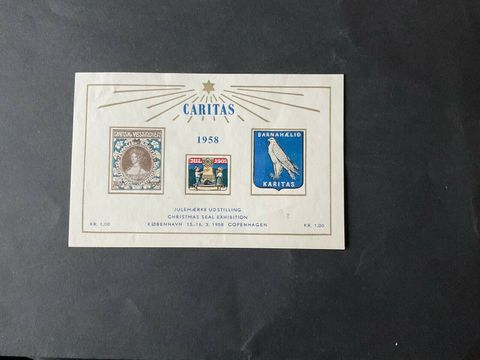 CARITAS
1958
BARNAHÆLIÐ
JUL 1905
KARITAS
JULEMÆRKE UDSTILLING
CHRISTMAS SEAL EXHIBITION
KR. 1,00 KØBENHAVN 15.-16. 3. 1958 COPENHAGEN KR. 1,00